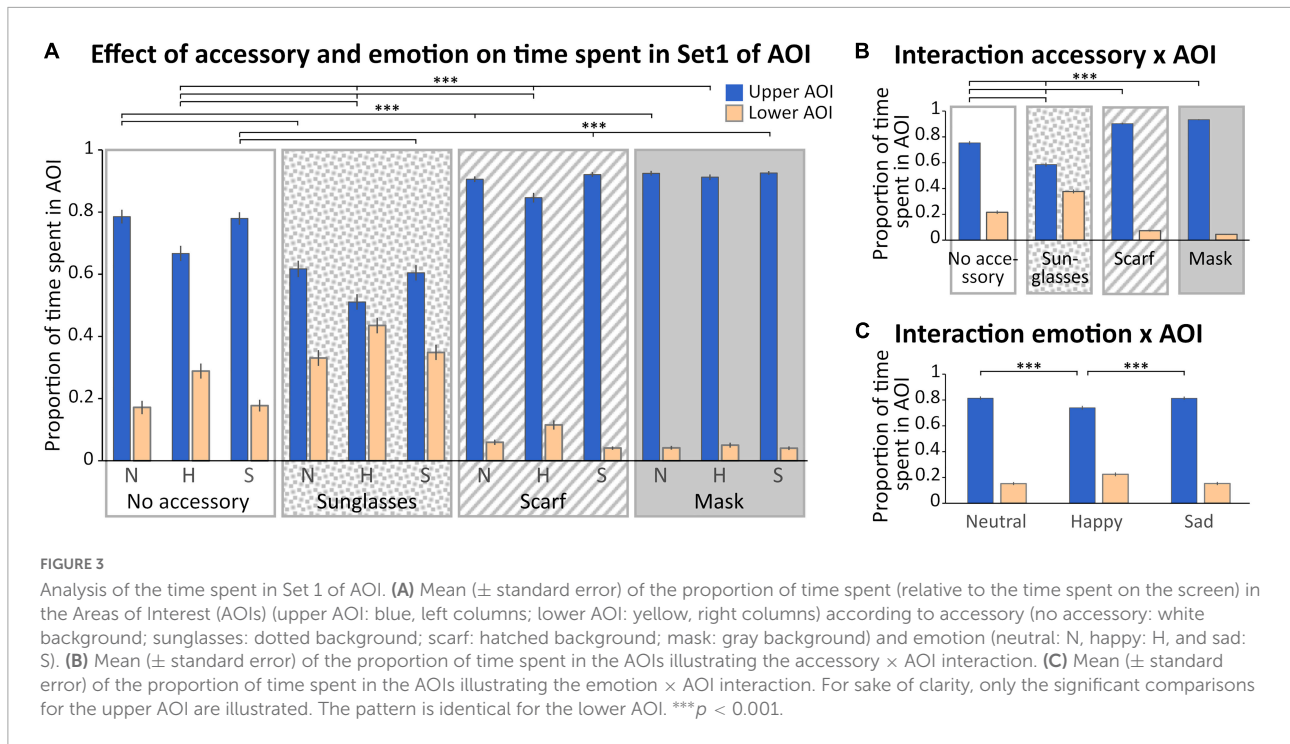 A Effect of accessory and emotion on time spent in Set1 of AOI
***
Upper AOI
Lower AOI
***
***
Proportion of time spent in AOI
1
0.8
0.6
0.4
0.2
0
N H S N H S N H S N H S
No accessory Sunglasses Scarf Mask
B Interaction accessory x AOI
***
Proportion of time
spent in AOI
1
0.8
0.6
0.4
0.2
0
No acce-
ssory
Sun-
glasses
Scarf
Mask
C Interaction emotion x AOI
*** ***
Proportion of time
spent in AOI
1
0.8
0.6
0.4
0.2
0
Neutral Happy Sad
FIGURE 3
Analysis of the time spent in Set 1 of AOI. (A) Mean (± standard error) of the proportion of time spent (relative to the time spent on the screen) in
the Areas of Interest (AOIs) (upper AOI: blue, left columns; lower AOI: yellow, right columns) according to accessory (no accessory: white
background; sunglasses: dotted background; scarf: hatched background; mask: gray background) and emotion (neutral: N, happy: H, and sad:
S). (B) Mean (± standard error) of the proportion of time spent in the AOIs illustrating the accessory × AOI interaction. (C) Mean (± standard
error) of the proportion of time spent in the AOIs illustrating the emotion × AOI interaction. For sake of clarity, only the significant comparisons
for the upper AOI are illustrated. The pattern is identical for the lower AOI. ***p < 0.001.